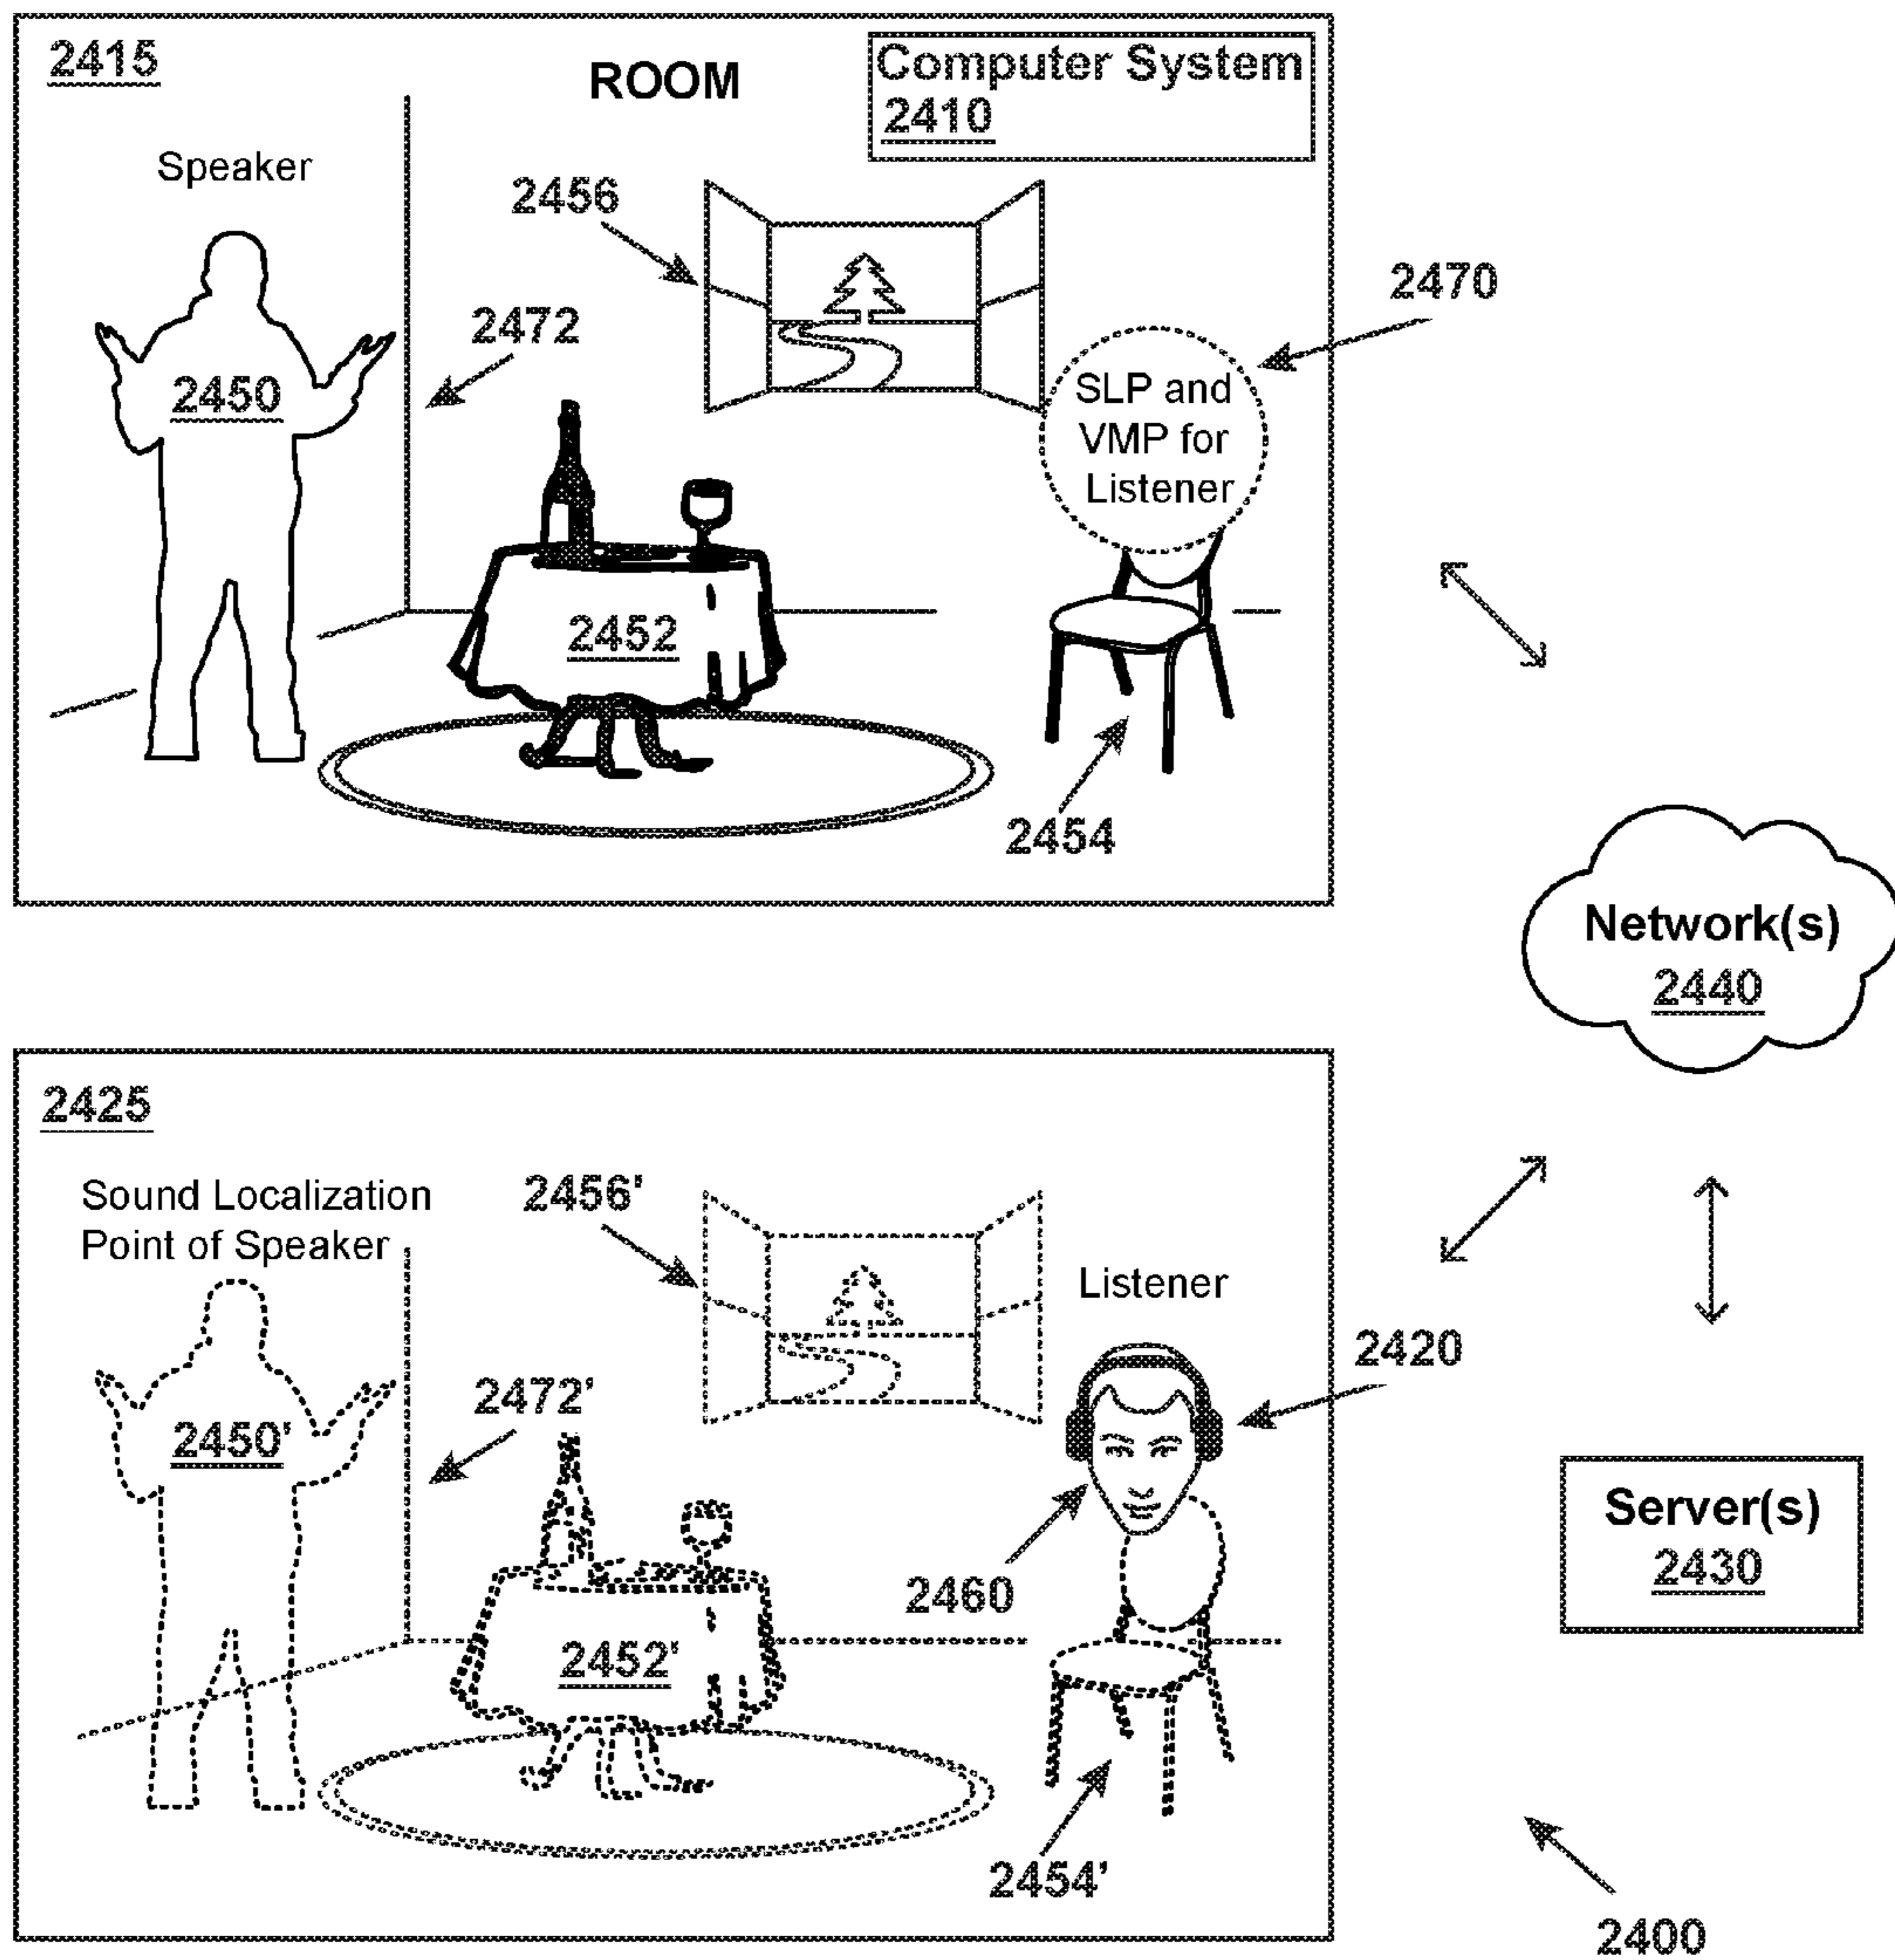 2415
ROOM
Computer System
2410
Speaker
2456
2470
2472
SLP and
VMP for
Listener
2450
2452
2454
Network(s)
2440
2425
Sound Localization
Point of Speaker
2456'
Listener
2420
2472'
2450'
2460
Server(s)
2430
2452'
2454'
2400